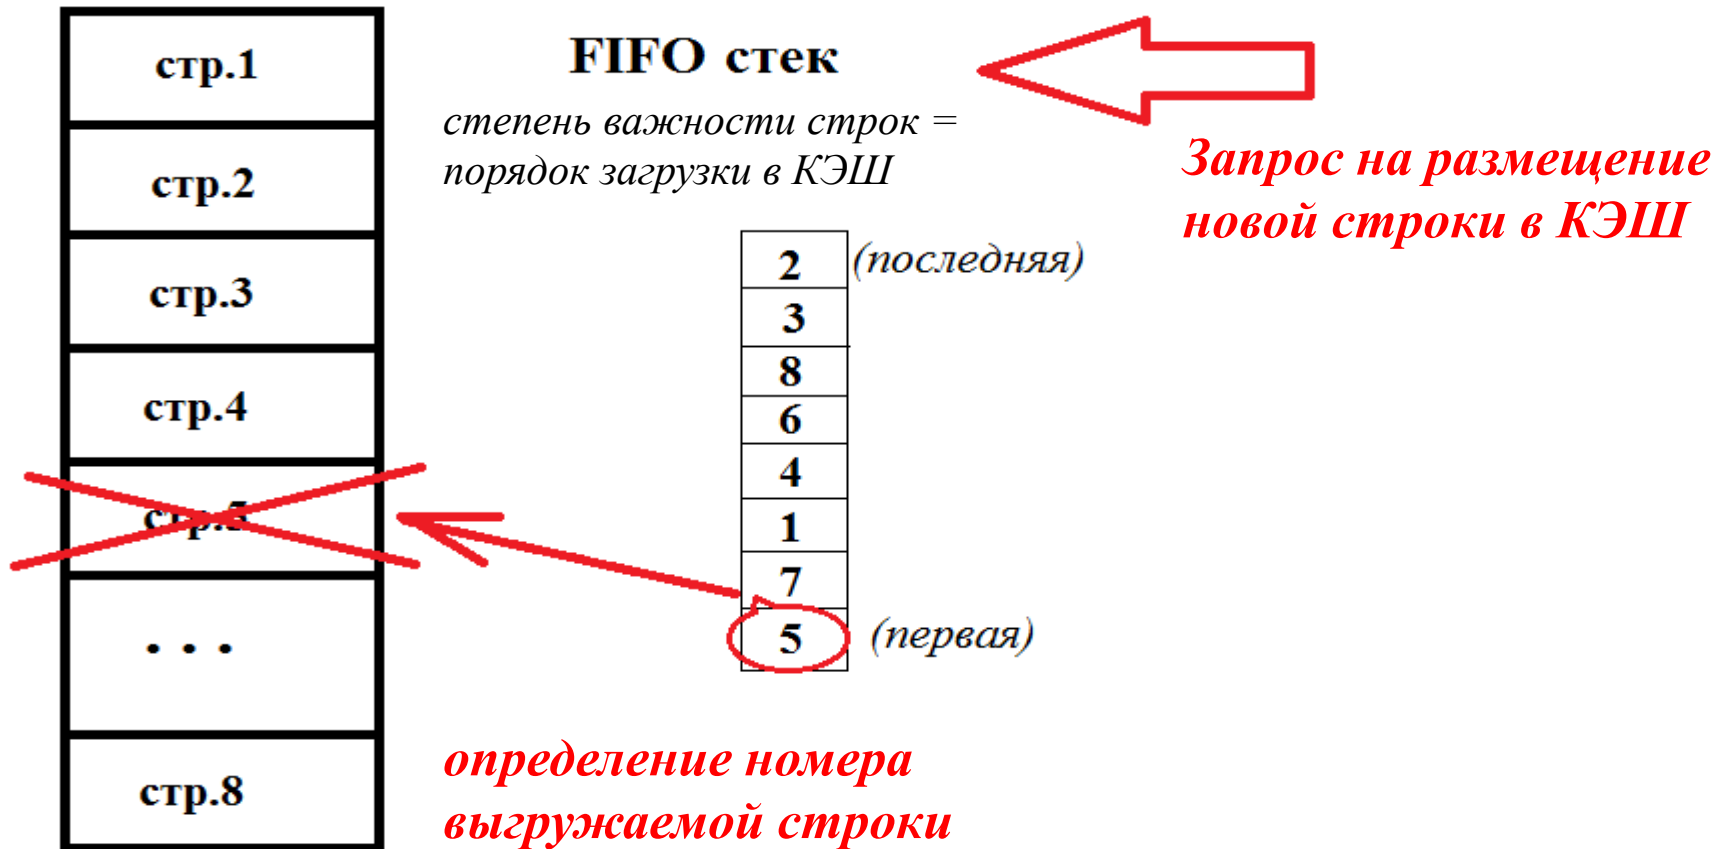 стр.1
стр.2
стр.3
стр.4
стр.5
. . .
стр.8
FIFO стек
степень важности строк =
порядок загрузки в КЭШ
Запрос на размещение
новой строки в КЭШ
2 (последняя)
3
8
6
4
1
7
5 (первая)
определение номера
выгружаемой строки